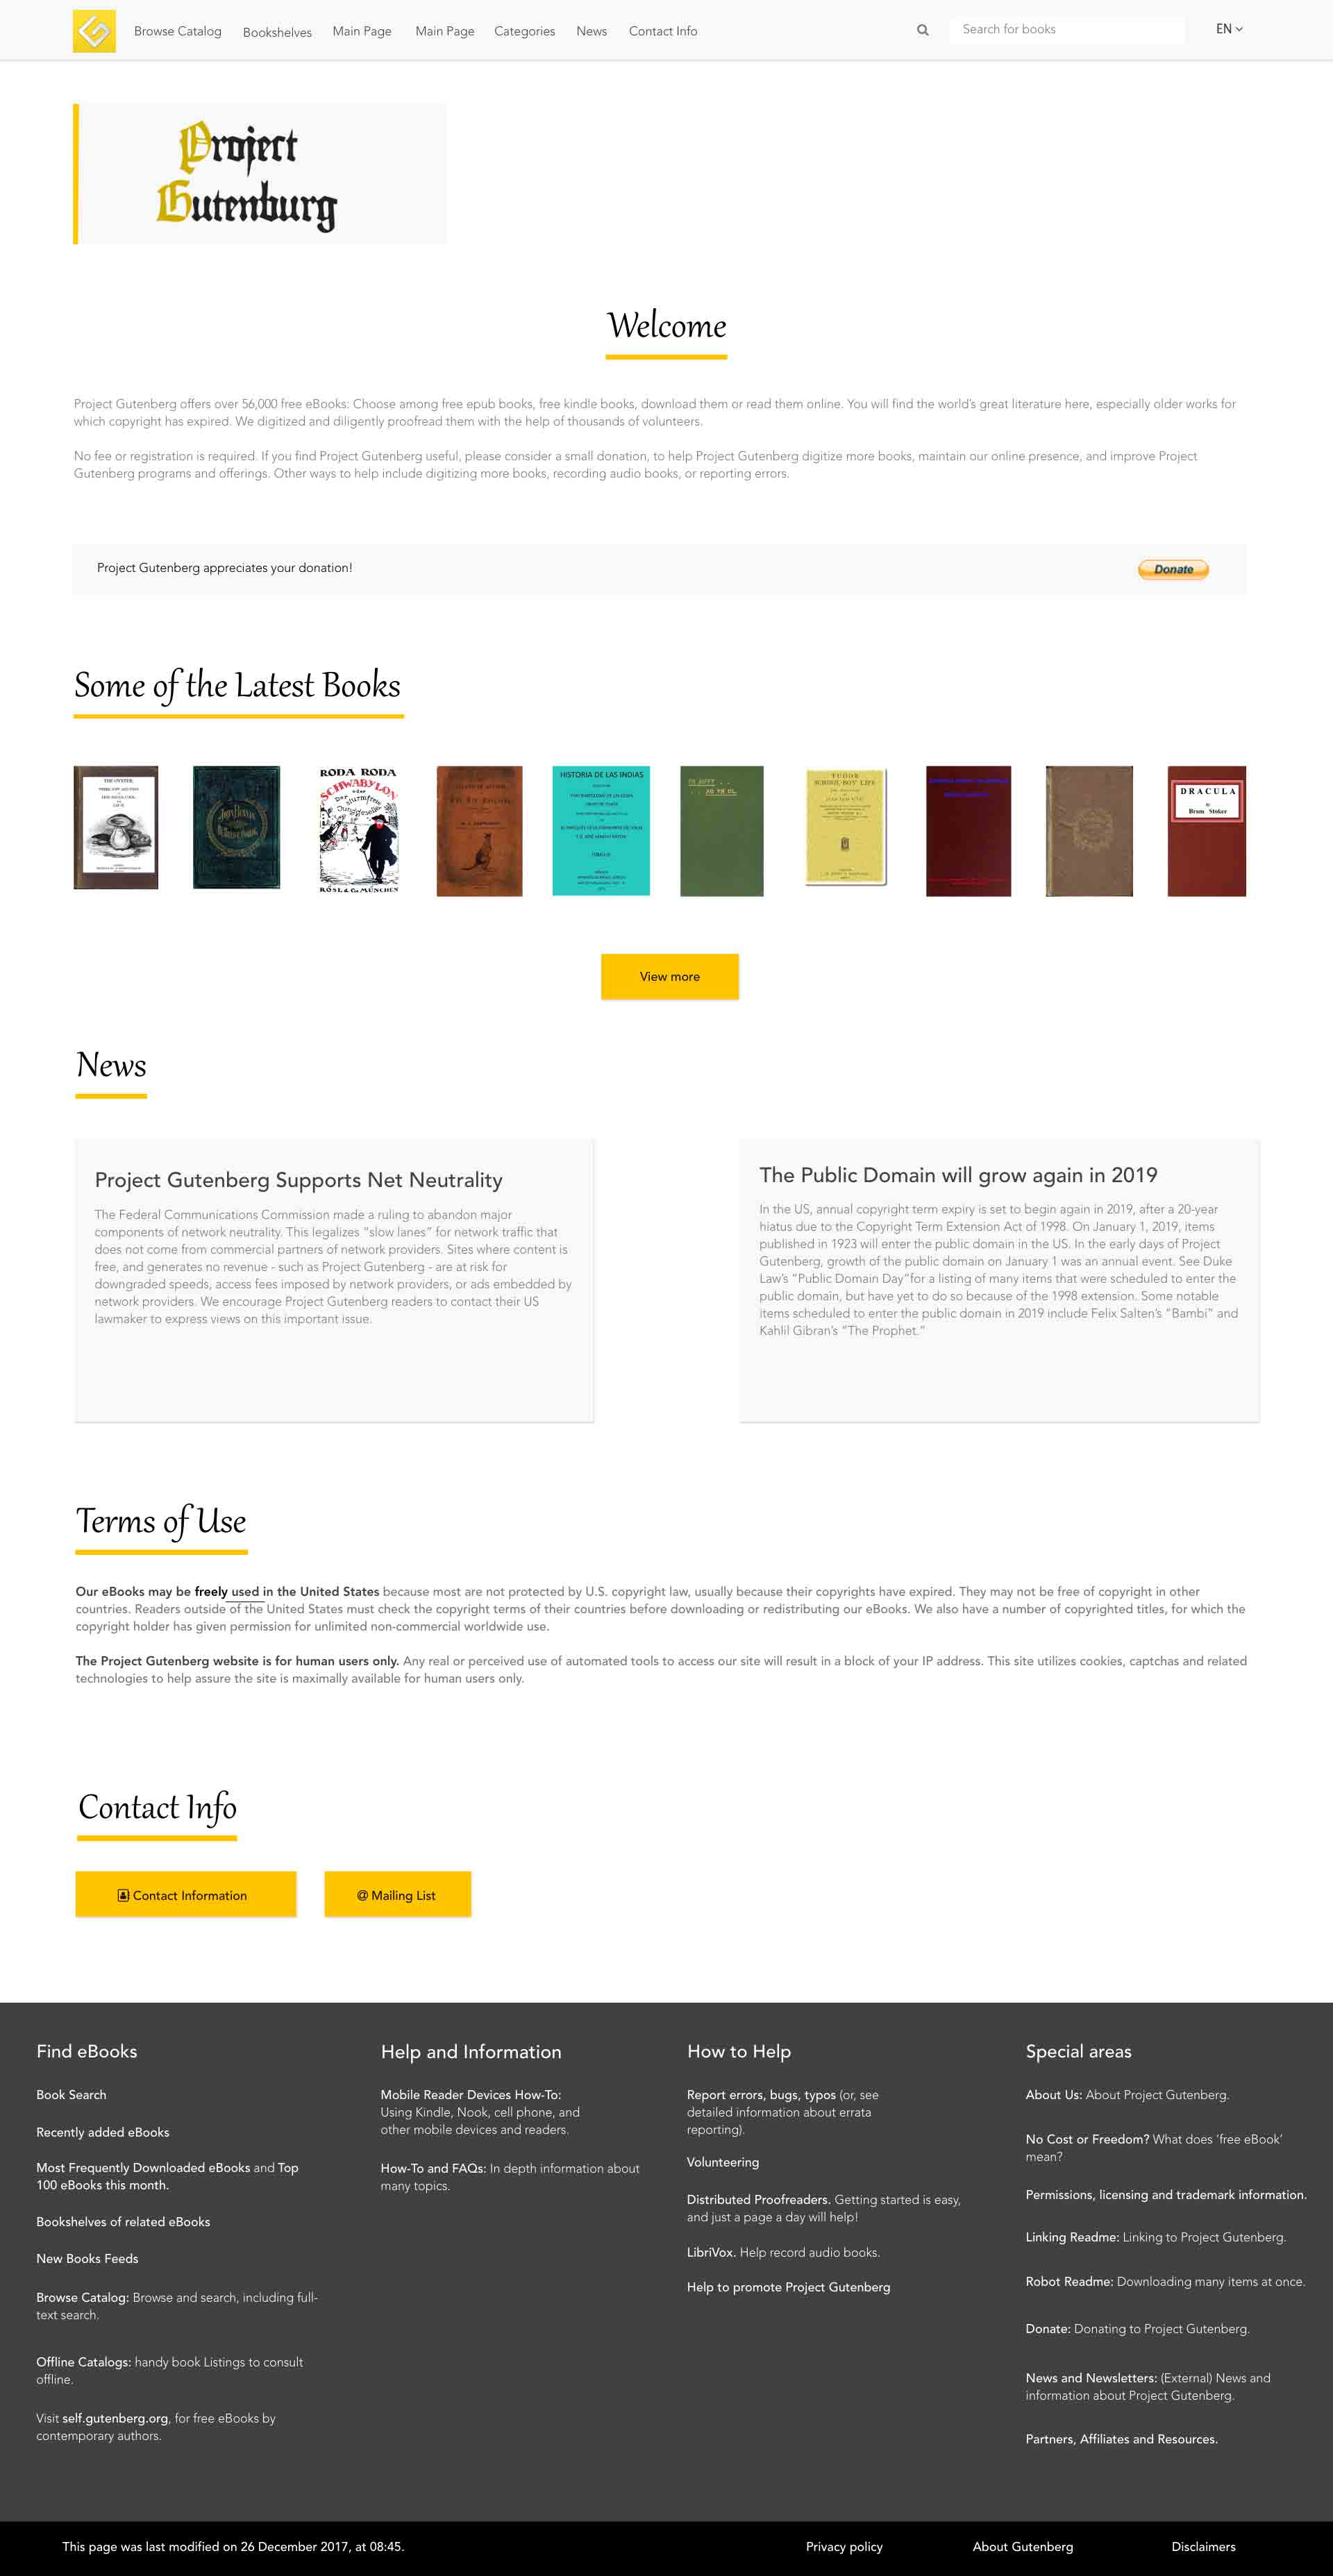 Browse Catalog Bookshelves Main Page Main Page Categories News Contact Info Search for books EN
Project
Gutenburg
Welcome
Project Gutenberg offers over 56,000 free eBooks: Choose among free epub books, free kindle books, download them or read them online. You will find the world's great literature here, especially older works for
which copyright has expired. We digitized and diligently proofread them with the help of thousands of volunteers.
No fee or registration is required. If you find Project Gutenberg useful, please consider a small donation, to help Project Gutenberg digitize more books, maintain our online presence, and improve Project
Gutenberg programs and offerings. Other ways to help include digitizing more books, recording audio books, or reporting errors.
Project Gutenberg appreciates your donation!
Donate
Some of the Latest Books
THE OYSTER
RODA RODA
SCHWABYLON
oder
Der sturmfreie
Junggeselle
RÖSL & C. MÜNCHEN
HISTORIA DE LAS INDIAS
TUDOR
SCHOOL-BOY LIFE
DRACULA
by
Bram Stoker
View more
News
Project Gutenberg Supports Net Neutrality
The Federal Communications Commission made a ruling to abandon major
components of network neutrality. This legalizes “slow lanes” for network traffic that
does not come from commercial partners of network providers. Sites where content is
free, and generates no revenue - such as Project Gutenberg - are at risk for
downgraded speeds, access fees imposed by network providers, or ads embedded by
network providers. We encourage Project Gutenberg readers to contact their US
lawmaker to express views on this important issue.
The Public Domain will grow again in 2019
In the US, annual copyright term expiry is set to begin again in 2019, after a 20-year
hiatus due to the Copyright Term Extension Act of 1998. On January 1, 2019, items
published in 1923 will enter the public domain in the US. In the early days of Project
Gutenberg, growth of the public domain on January 1 was an annual event. See Duke
Law's “Public Domain Day”for a listing of many items that were scheduled to enter the
public domain, but have yet to do so because of the 1998 extension. Some notable
items scheduled to enter the public domain in 2019 include Felix Salten's “Bambi” and
Kahlil Gibran's “The Prophet.”
Terms of Use
Our eBooks may be freely used in the United States because most are not protected by U.S. copyright law, usually because their copyrights have expired. They may not be free of copyright in other
countries. Readers outside of the United States must check the copyright terms of their countries before downloading or redistributing our eBooks. We also have a number of copyrighted titles, for which the
copyright holder has given permission for unlimited non-commercial worldwide use.
The Project Gutenberg website is for human users only. Any real or perceived use of automated tools to access our site will result in a block of your IP address. This site utilizes cookies, captchas and related
technologies to help assure the site is maximally available for human users only.
Contact Info
Contact Information
@ Mailing List
Find eBooks
Book Search
Recently added eBooks
Most Frequently Downloaded eBooks and Top
100 eBooks this month.
Bookshelves of related eBooks
New Books Feeds
Browse Catalog: Browse and search, including full-
text search.
Offline Catalogs: handy book Listings to consult
offline.
Visit self.gutenberg.org, for free eBooks by
contemporary authors.
Help and Information
Mobile Reader Devices How-To:
Using Kindle, Nook, cell phone, and
other mobile devices and readers.
How-To and FAQs: In depth information about
many topics.
How to Help
Report errors, bugs, typos (or, see
detailed information about errata
reporting).
Volunteering
Distributed Proofreaders. Getting started is easy,
and just a page a day will help!
LibriVox. Help record audio books.
Help to promote Project Gutenberg
Special areas
About Us: About Project Gutenberg.
No Cost or Freedom? What does ‘free eBook’
mean?
Permissions, licensing and trademark information.
Linking Readme: Linking to Project Gutenberg.
Robot Readme: Downloading many items at once.
Donate: Donating to Project Gutenberg.
News and Newsletters: (External) News and
information about Project Gutenberg.
Partners, Affiliates and Resources.
This page was last modified on 26 December 2017, at 08:45.
Privacy policy
About Gutenberg
Disclaimers